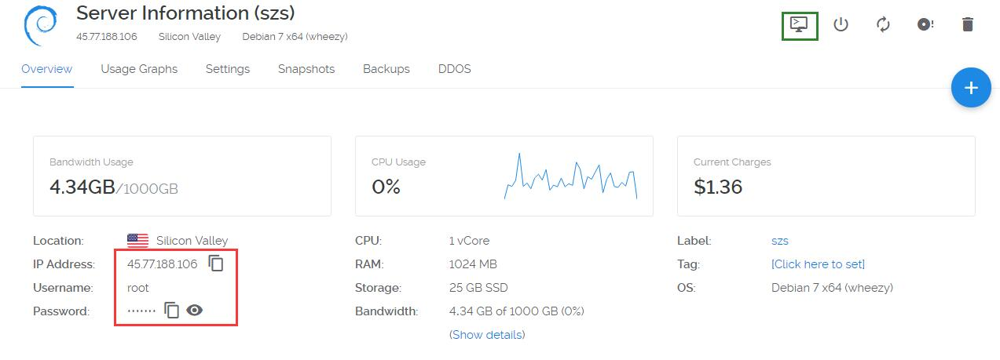 Server Information (szs)
45.77.188.106 Silicon Valley Debian 7 x64 (wheezy)
Overview Usage Graphs Settings Snapshots Backups DDOS
Bandwidth Usage
4.34GB/1000GB
CPU Usage
0%
Current Charges
$1.36
Location: Silicon Valley
IP Address: 45.77.188.106
Username: root
Password: •••••••
CPU: 1 vCore
RAM: 1024 MB
Storage: 25 GB SSD
Bandwidth: 4.34 GB of 1000 GB (0%)
(Show details)
Label: szs
Tag: [Click here to set]
OS: Debian 7 x64 (wheezy)